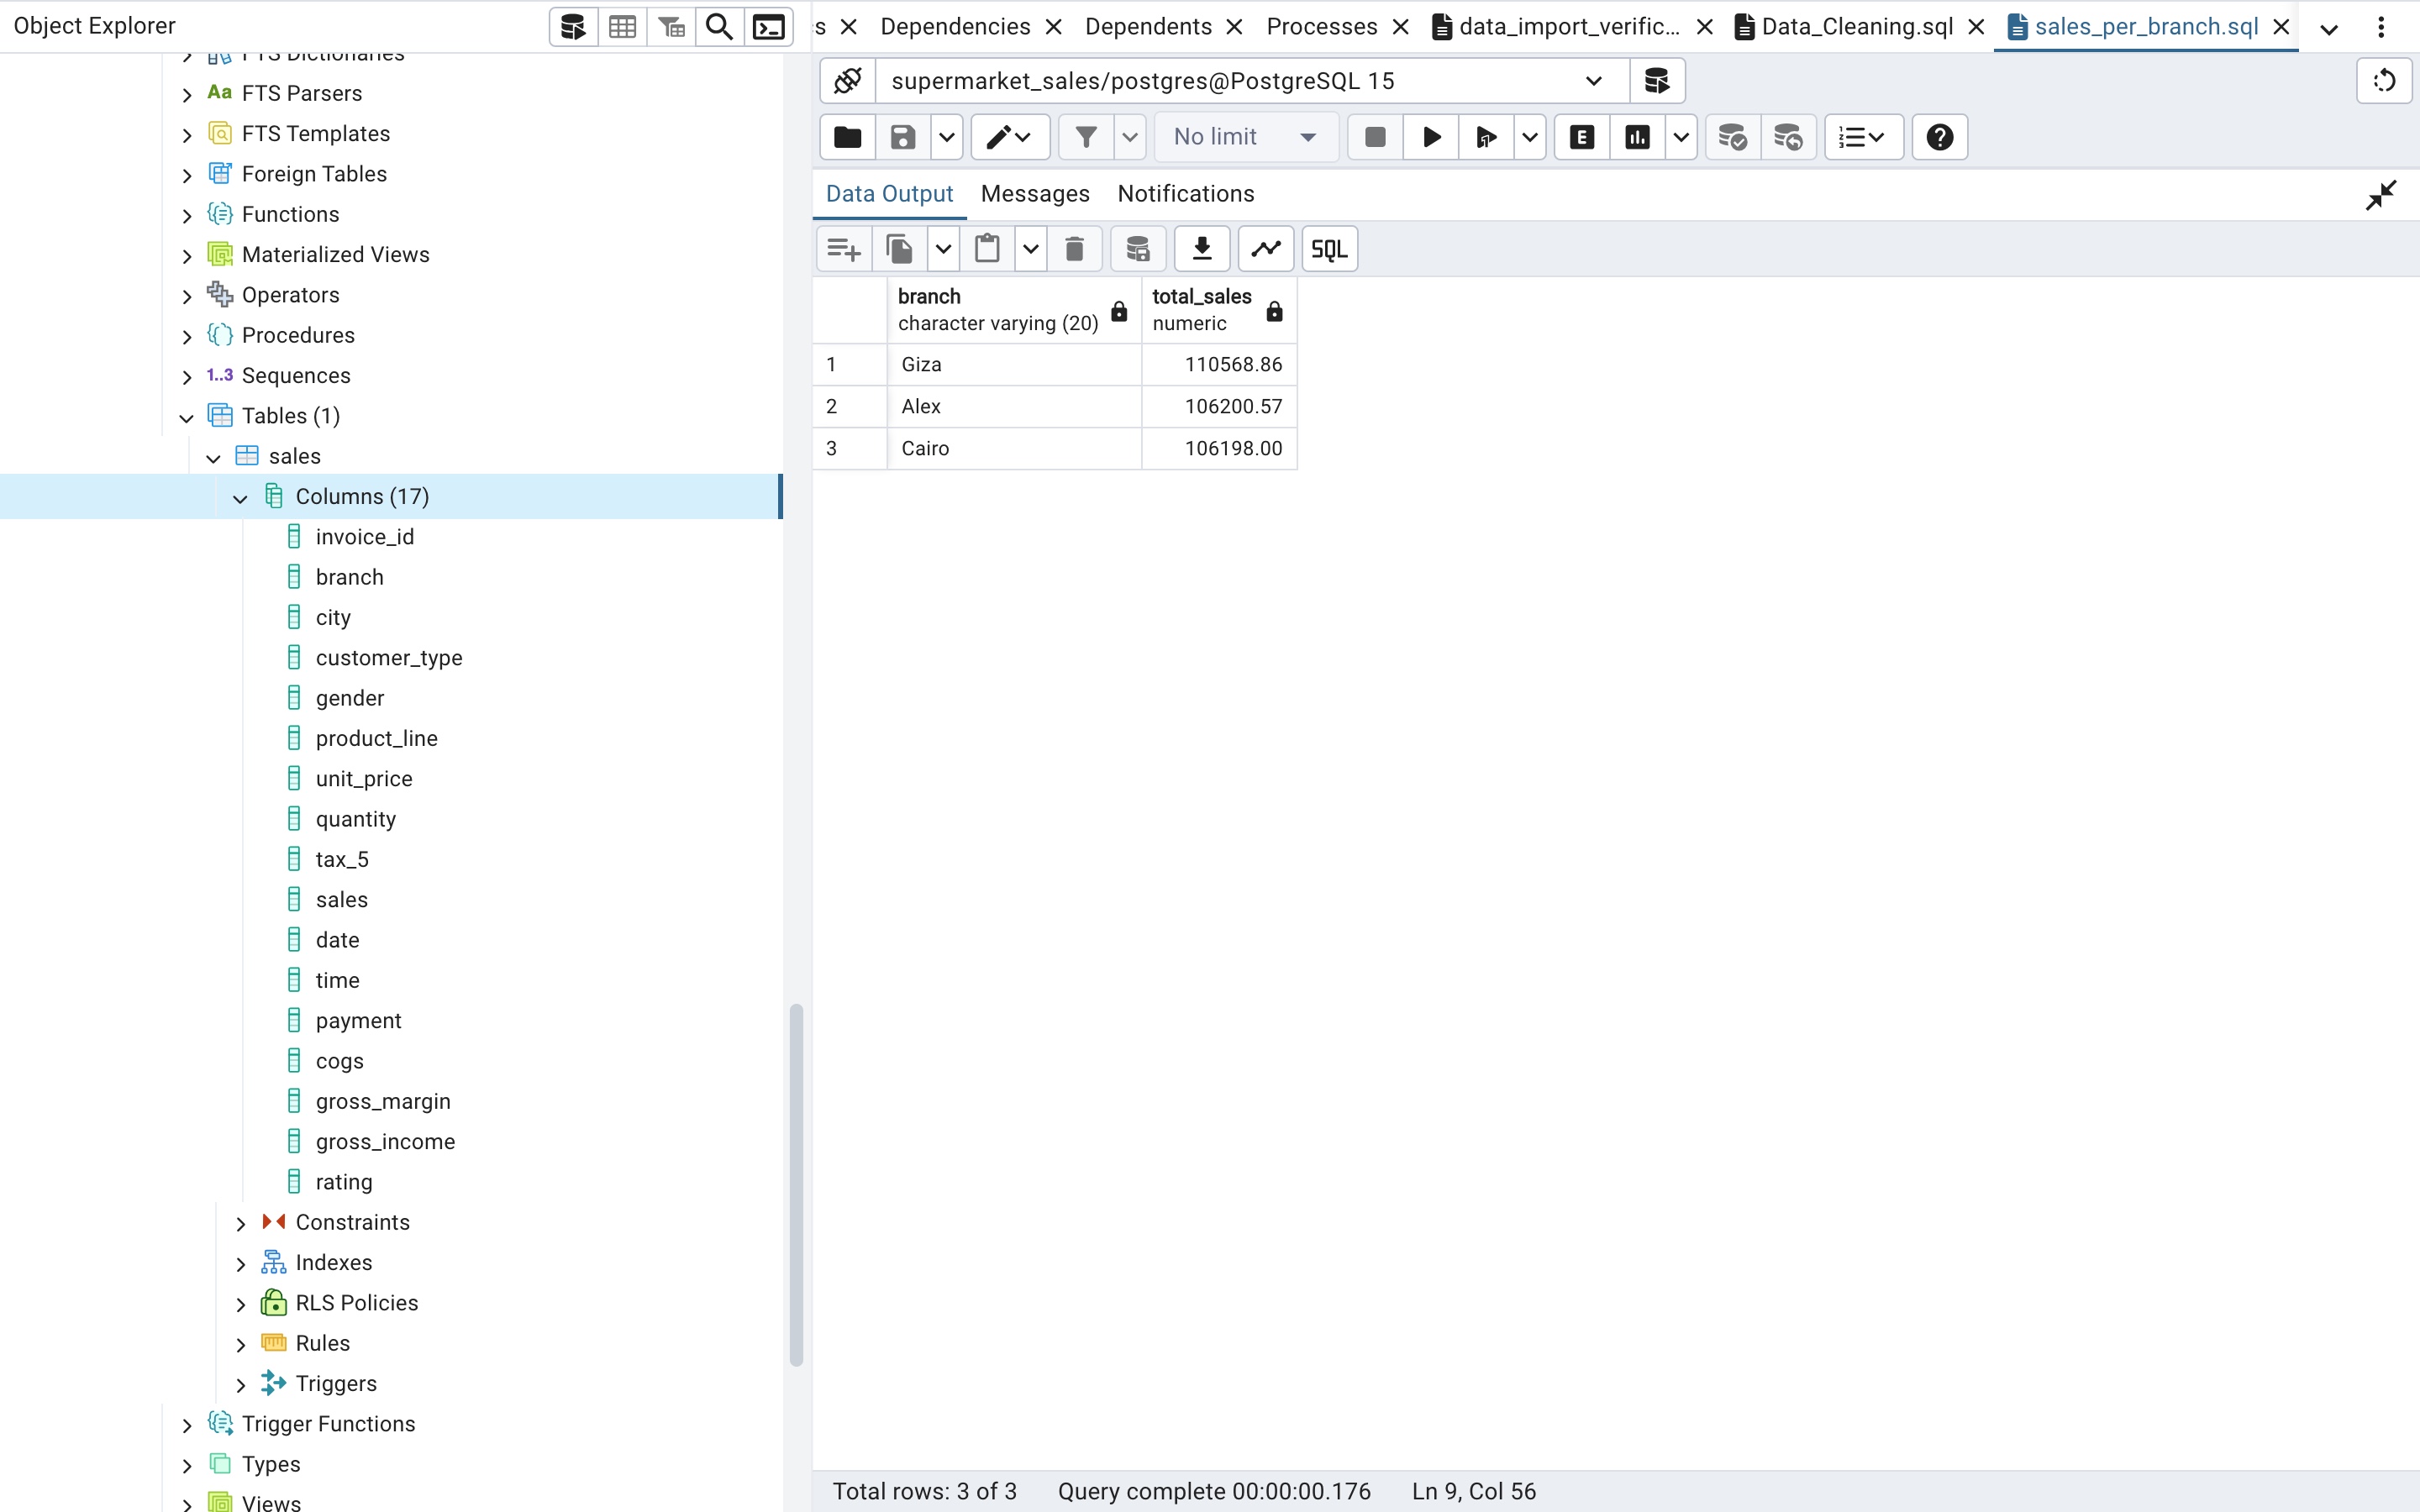 Object Explorer
FTS Dictionaries
Aa FTS Parsers
FTS Templates
Foreign Tables
Functions
Materialized Views
Operators
Procedures
1..3 Sequences
Tables (1)
sales
Columns (17)
invoice_id
branch
city
customer_type
gender
product_line
unit_price
quantity
tax_5
sales
date
time
payment
cogs
gross_margin
gross_income
rating
Constraints
Indexes
RLS Policies
Rules
Triggers
Trigger Functions
Types
Views
s Dependencies Dependents Processes data_import_verific... Data_Cleaning.sql sales_per_branch.sql
supermarket_sales/postgres@PostgreSQL 15
No limit E
Data Output Messages Notifications
SQL
branch total_sales
character varying (20) numeric
1 Giza 110568.86
2 Alex 106200.57
3 Cairo 106198.00
Total rows: 3 of 3 Query complete 00:00:00.176 Ln 9, Col 56